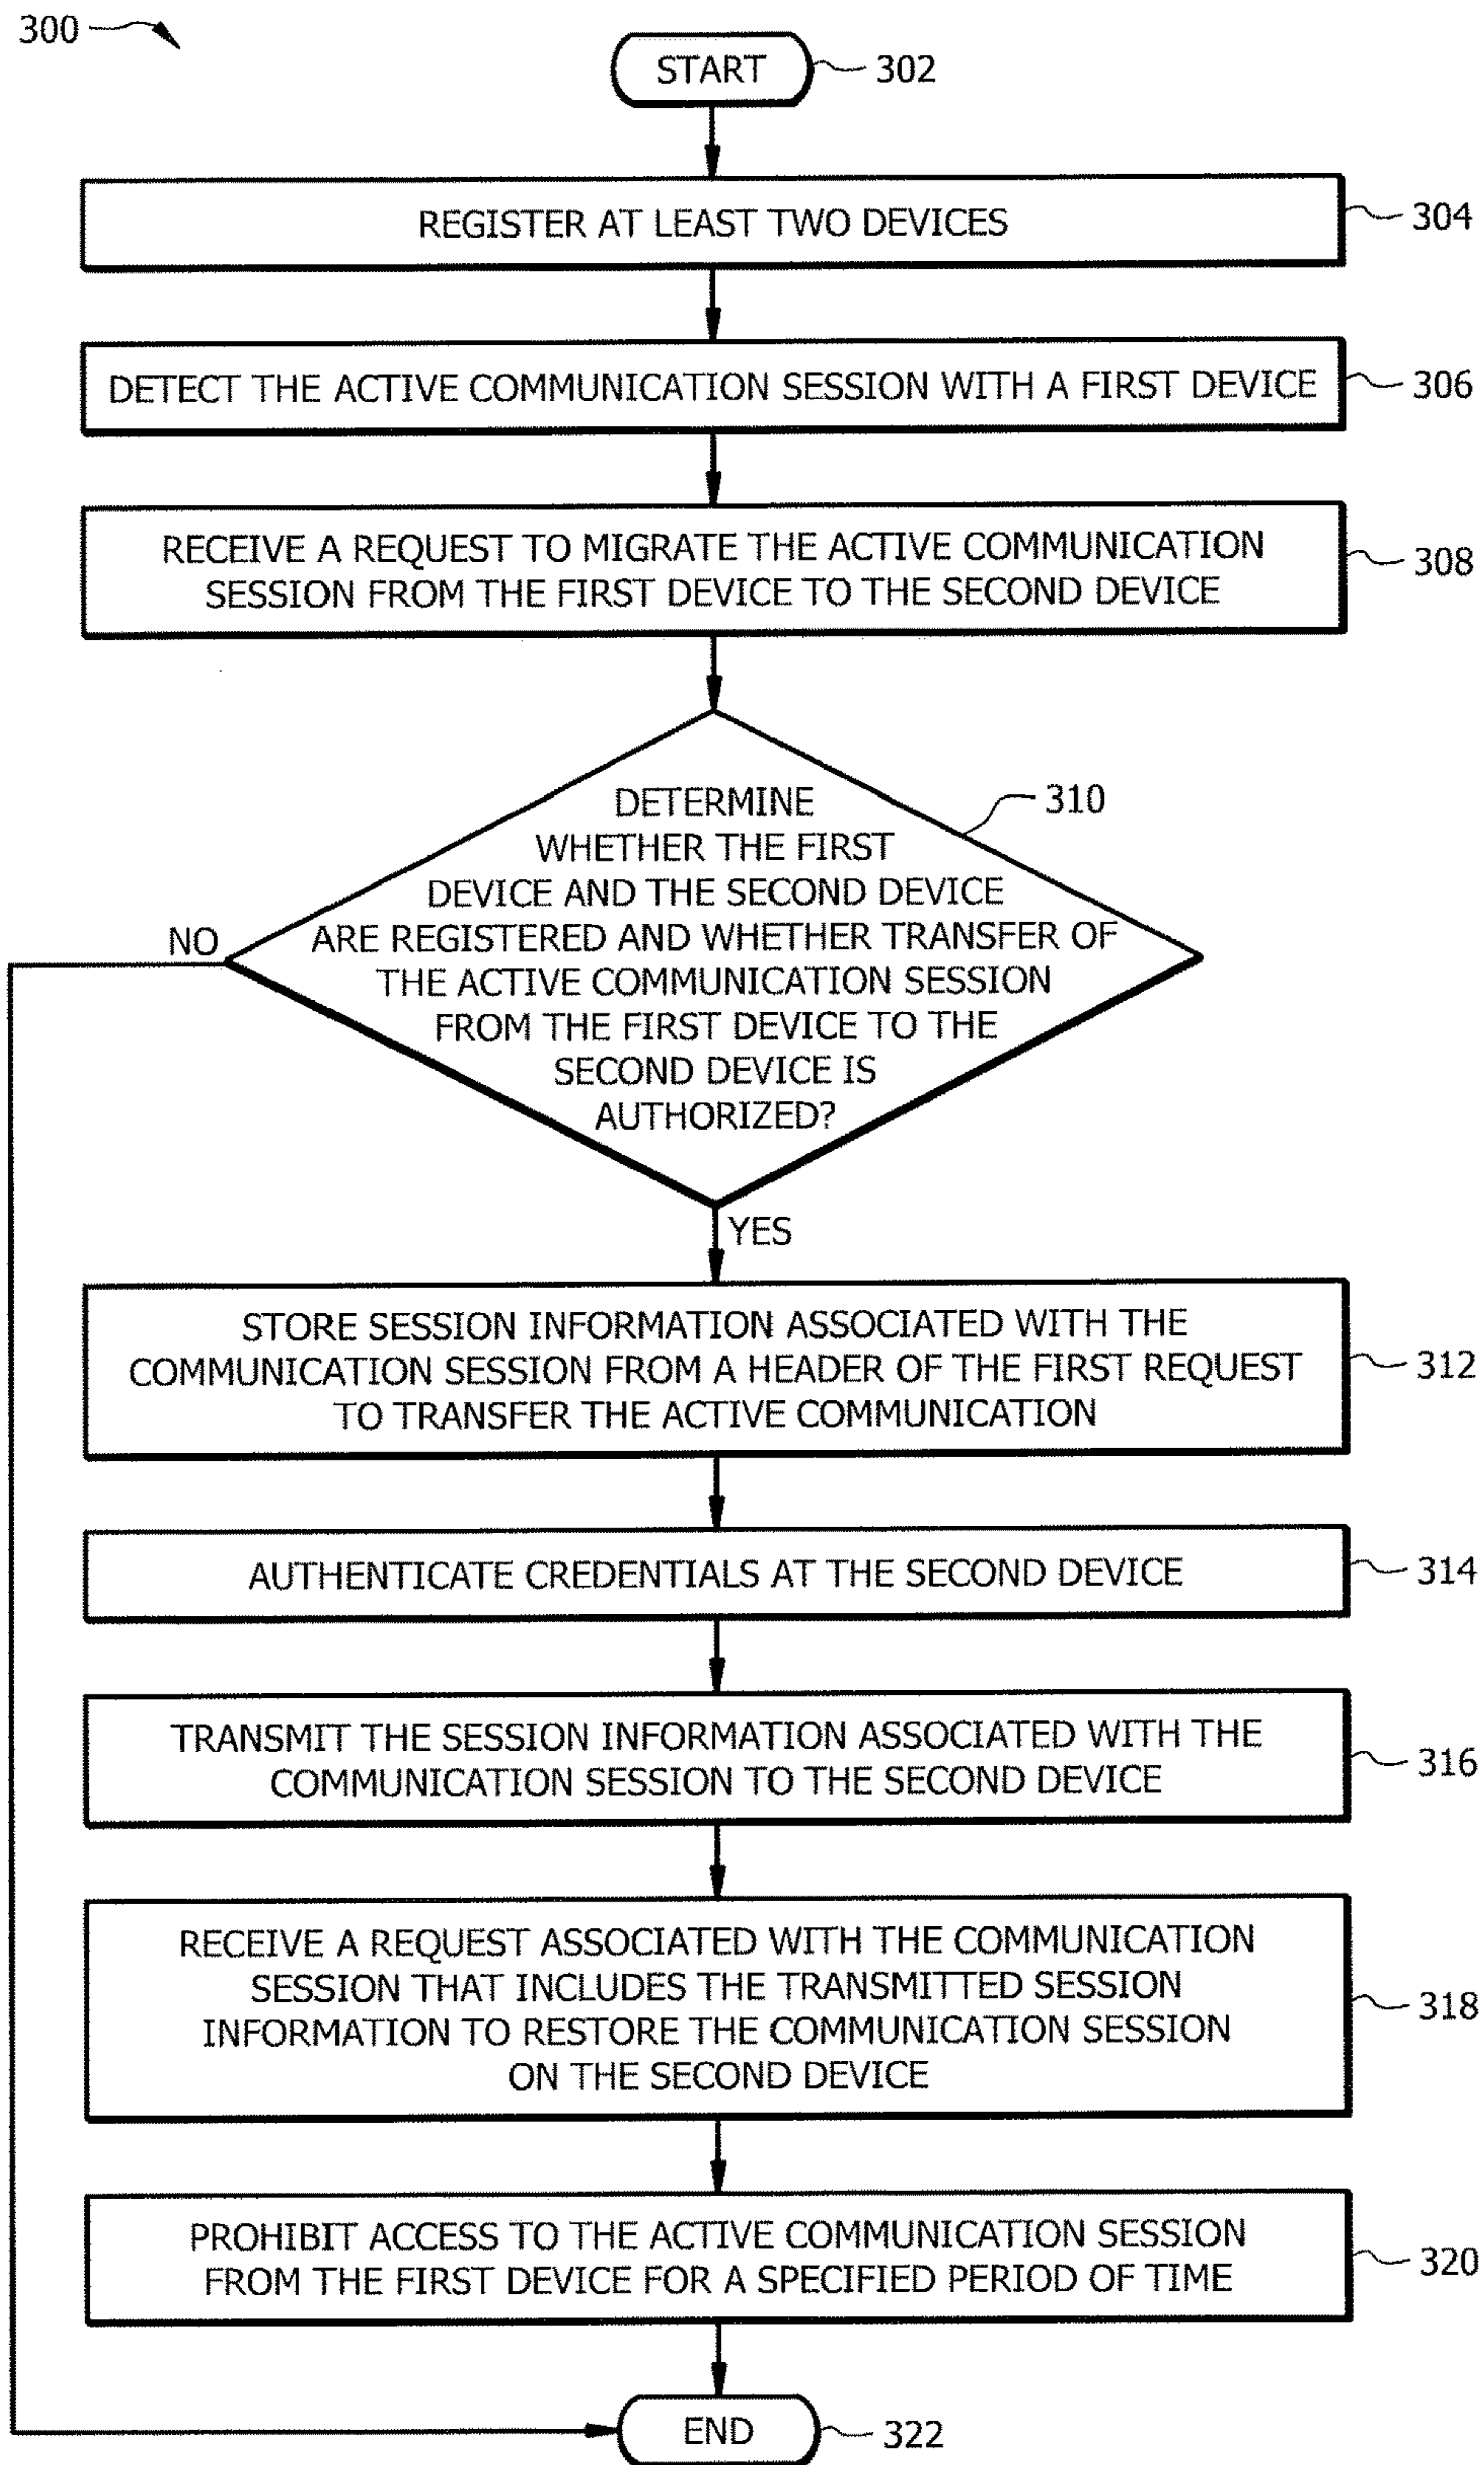 300
START
302
REGISTER AT LEAST TWO DEVICES
304
DETECT THE ACTIVE COMMUNICATION SESSION WITH A FIRST DEVICE
306
RECEIVE A REQUEST TO MIGRATE THE ACTIVE COMMUNICATION
SESSION FROM THE FIRST DEVICE TO THE SECOND DEVICE
308
DETERMINE
WHETHER THE FIRST
DEVICE AND THE SECOND DEVICE
ARE REGISTERED AND WHETHER TRANSFER OF
THE ACTIVE COMMUNICATION SESSION
FROM THE FIRST DEVICE TO THE
SECOND DEVICE IS
AUTHORIZED?
310
NO
YES
STORE SESSION INFORMATION ASSOCIATED WITH THE
COMMUNICATION SESSION FROM A HEADER OF THE FIRST REQUEST
TO TRANSFER THE ACTIVE COMMUNICATION
312
AUTHENTICATE CREDENTIALS AT THE SECOND DEVICE
314
TRANSMIT THE SESSION INFORMATION ASSOCIATED WITH THE
COMMUNICATION SESSION TO THE SECOND DEVICE
316
RECEIVE A REQUEST ASSOCIATED WITH THE COMMUNICATION
SESSION THAT INCLUDES THE TRANSMITTED SESSION
INFORMATION TO RESTORE THE COMMUNICATION SESSION
ON THE SECOND DEVICE
318
PROHIBIT ACCESS TO THE ACTIVE COMMUNICATION SESSION
FROM THE FIRST DEVICE FOR A SPECIFIED PERIOD OF TIME
320
END
322